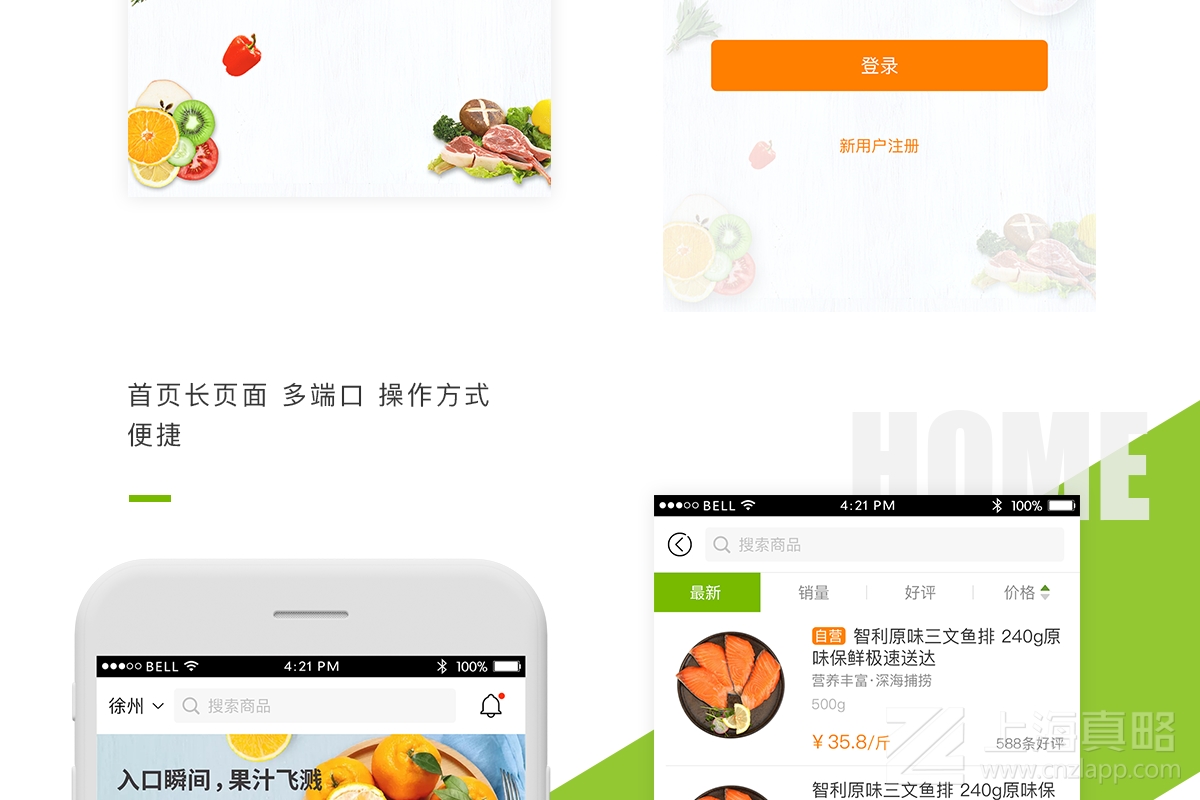 登录
新用户注册
首页长页面 多端口 操作方式
便捷
HOME
BELL 4:21 PM 100%
搜索商品
最新 销量 好评 价格
自营 智利原味三文鱼排 240g原
味保鲜极速送达
营养丰富·深海捕捞
500g
¥35.8/斤 588条好评
智利原味三文鱼排 240g原味保
BELL 4:21 PM 100%
徐州 搜索商品
入口瞬间，果汁飞溅
上海真略
www.cnzlapp.com